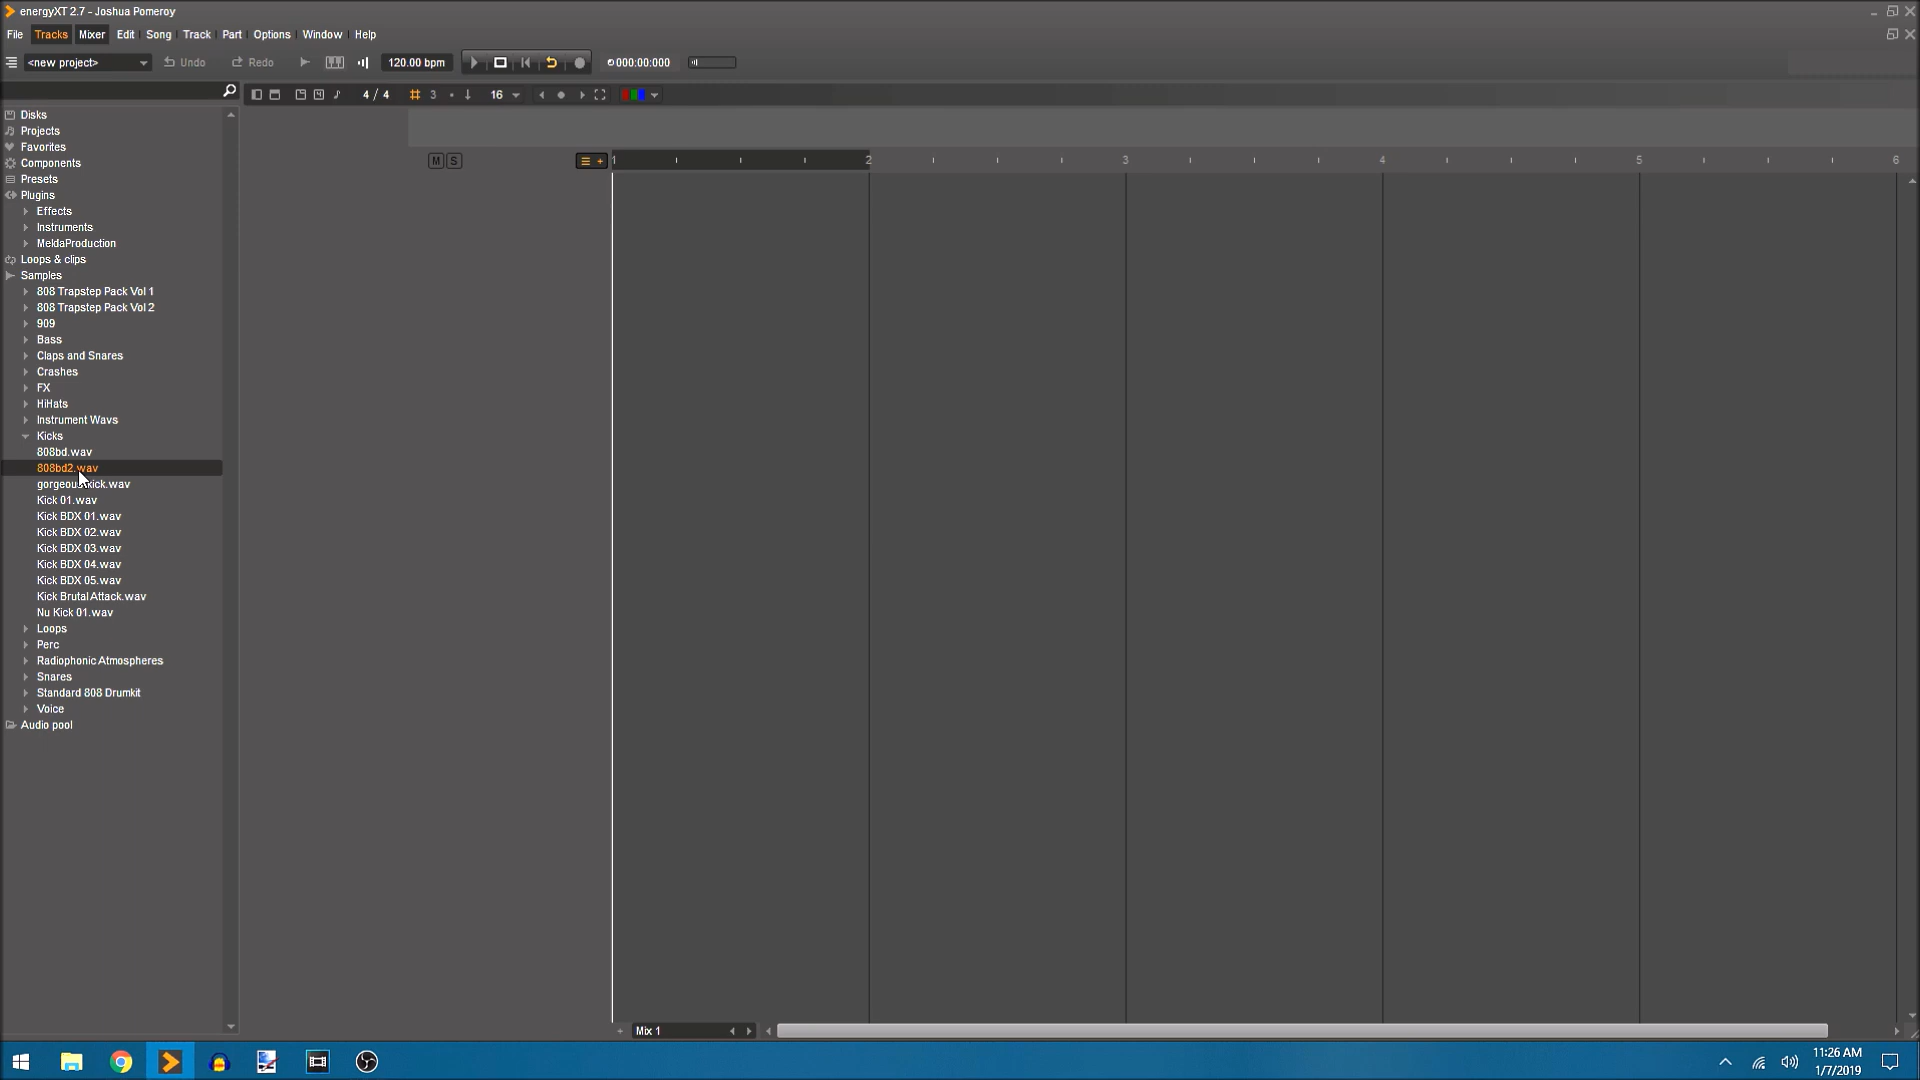 energyXT 2.7 - Joshua Pomeroy
File Tracks Mixer Edit Song Track Part Options Window Help
<new project> Undo Redo 120.00 bpm 000:00:000
4 / 4 3 16
M S 1 2 3 4 5 6
Disks
Projects
Favorites
Components
Presets
Plugins
Effects
Instruments
MeldaProduction
Loops & clips
Samples
808 Trapstep Pack Vol 1
808 Trapstep Pack Vol 2
909
Bass
Claps and Snares
Crashes
FX
HiHats
Instrument Wavs
Kicks
808bd.wav
808bd2.wav
gorgeous kick.wav
Kick 01.wav
Kick BDX 01.wav
Kick BDX 02.wav
Kick BDX 03.wav
Kick BDX 04.wav
Kick BDX 05.wav
Kick BrutalAttack.wav
Nu Kick 01.wav
Loops
Perc
Radiophonic Atmospheres
Snares
Standard 808 Drumkit
Voice
Audio pool
Mix 1
11:26 AM
1/7/2019